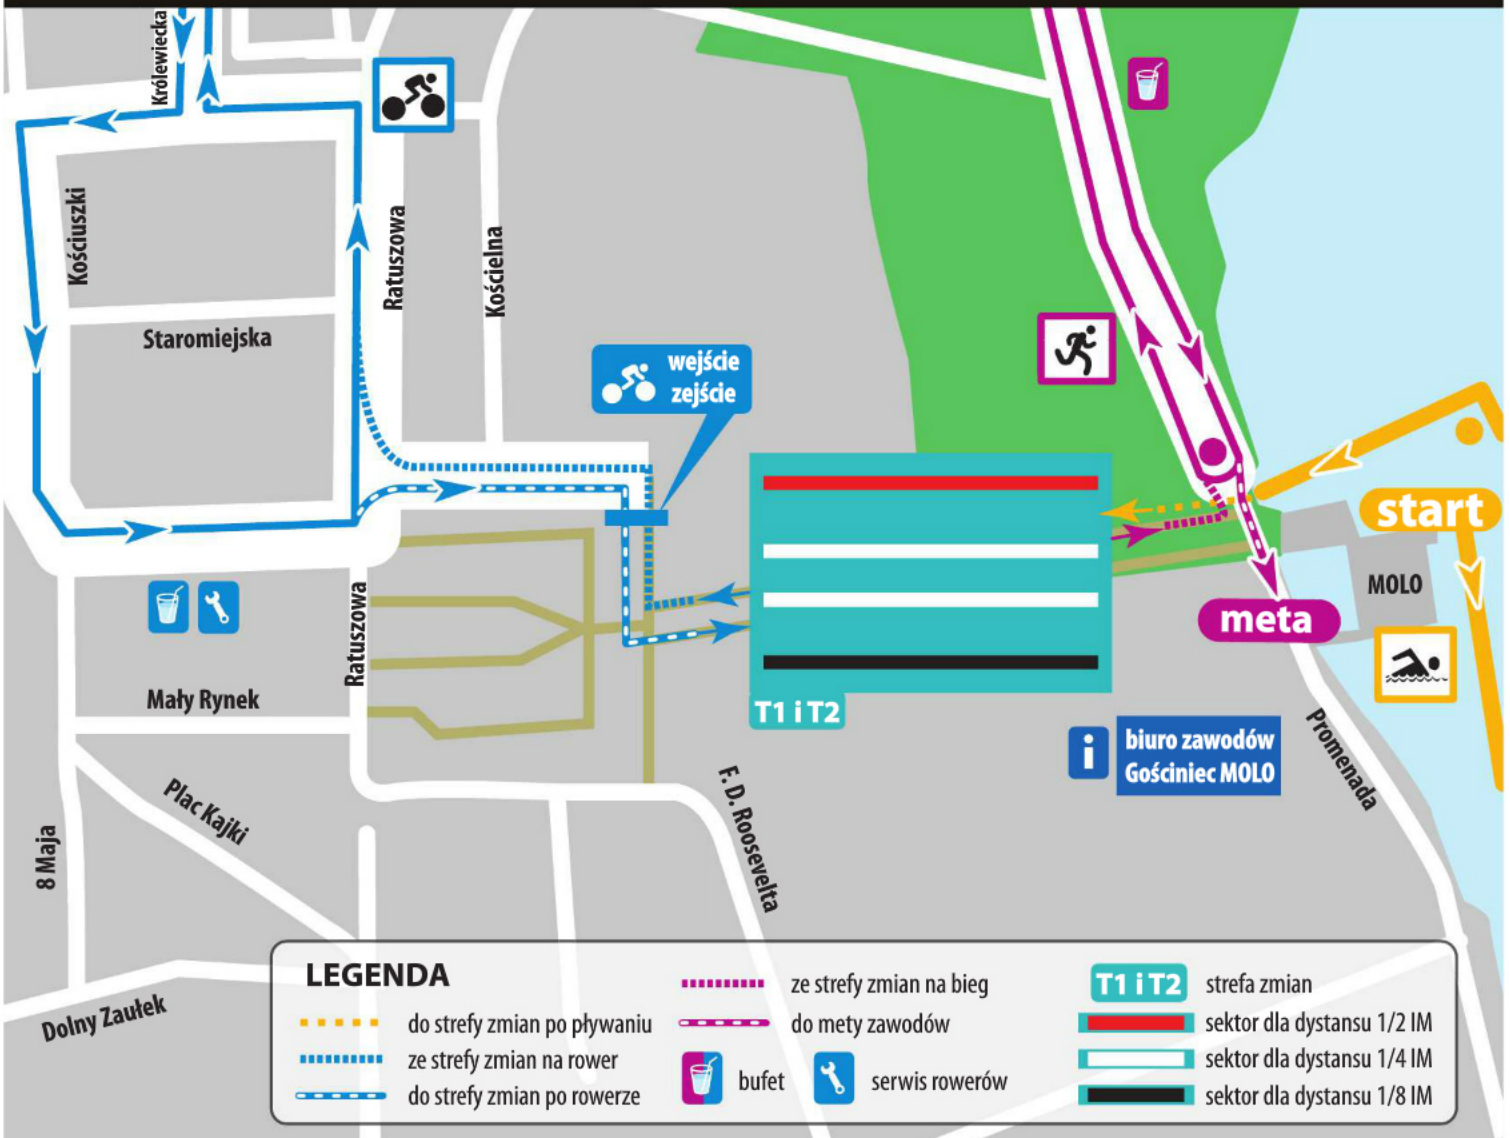 Królewiecka
Kościuszki
Ratuszowa
Kościelna
Staromiejska
wejście
zejście
start
MOLO
meta
Ratuszowa
Mały Rynek
T1 i T2
i
biuro zawodów
Gościniec MOLO
Promenada
Plac Kajki
F. D. Roosevelta
8 Maja
Dolny Zaułek
LEGENDA
do strefy zmian po pływaniu
ze strefy zmian na rower
do strefy zmian po rowerze
ze strefy zmian na bieg
do mety zawodów
bufet
serwis rowerów
T1 i T2
strefa zmian
sektor dla dystansu 1/2 IM
sektor dla dystansu 1/4 IM
sektor dla dystansu 1/8 IM